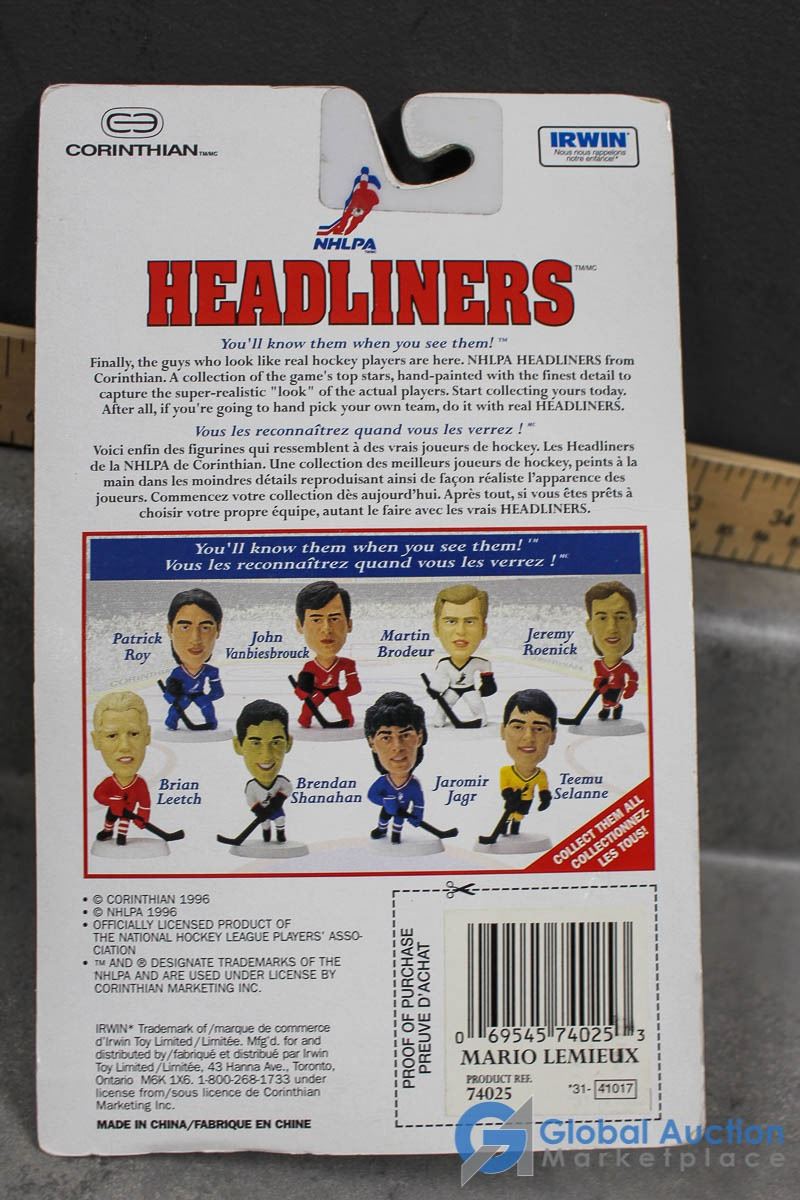 CORINTHIAN TM/MC
IRWIN*
Nous nous rappelons
notre enfance!*
NHLPA
TM/MC
HEADLINERS TM/MC
You'll know them when you see them! ™
Finally, the guys who look like real hockey players are here. NHLPA HEADLINERS from
Corinthian. A collection of the game's top stars, hand-painted with the finest detail to
capture the super-realistic "look" of the actual players. Start collecting yours today.
After all, if you're going to hand pick your own team, do it with real HEADLINERS.
Vous les reconnaîtrez quand vous les verrez ! MC
Voici enfin des figurines qui ressemblent à des vrais joueurs de hockey. Les Headliners
de la NHLPA de Corinthian. Une collection des meilleurs joueurs de hockey, peints à la
main dans les moindres détails reproduisant ainsi de façon réaliste l'apparence des
joueurs. Commencez votre collection dès aujourd'hui. Après tout, si vous êtes prêts à
choisir votre propre équipe, autant le faire avec les vrais HEADLINERS.
You'll know them when you see them! ™
Vous les reconnaîtrez quand vous les verrez ! MC
Patrick
Roy
John
Vanbiesbrouck
Martin
Brodeur
Jeremy
Roenick
CORINTHIAN
CORINTHIAN
Brian
Leetch
Brendan
Shanahan
Jaromir
Jagr
Teemu
Selanne
COLLECT THEM ALL
COLLECTIONNEZ-
LES TOUS!
• © CORINTHIAN 1996
• © NHLPA 1996
• OFFICIALLY LICENSED PRODUCT OF
THE NATIONAL HOCKEY LEAGUE PLAYERS' ASSO-
CIATION
• ™ AND ® DESIGNATE TRADEMARKS OF THE
NHLPA AND ARE USED UNDER LICENSE BY
CORINTHIAN MARKETING INC.
IRWIN* Trademark of/marque de commerce
d'Irwin Toy Limited/Limitée. Mfg'd. for and
distributed by/fabriqué et distribué par Irwin
Toy Limited/Limitée, 43 Hanna Ave., Toronto,
Ontario M6K 1X6. 1-800-268-1733 under
license from/sous licence de Corinthian
Marketing Inc.
MADE IN CHINA/FABRIQUE EN CHINE
PROOF OF PURCHASE
PREUVE D'ACHAT
0 69545 74025 3
MARIO LEMIEUX
PRODUCT REF.
74025
*31- 41017
34
Global Auction
Marketplace